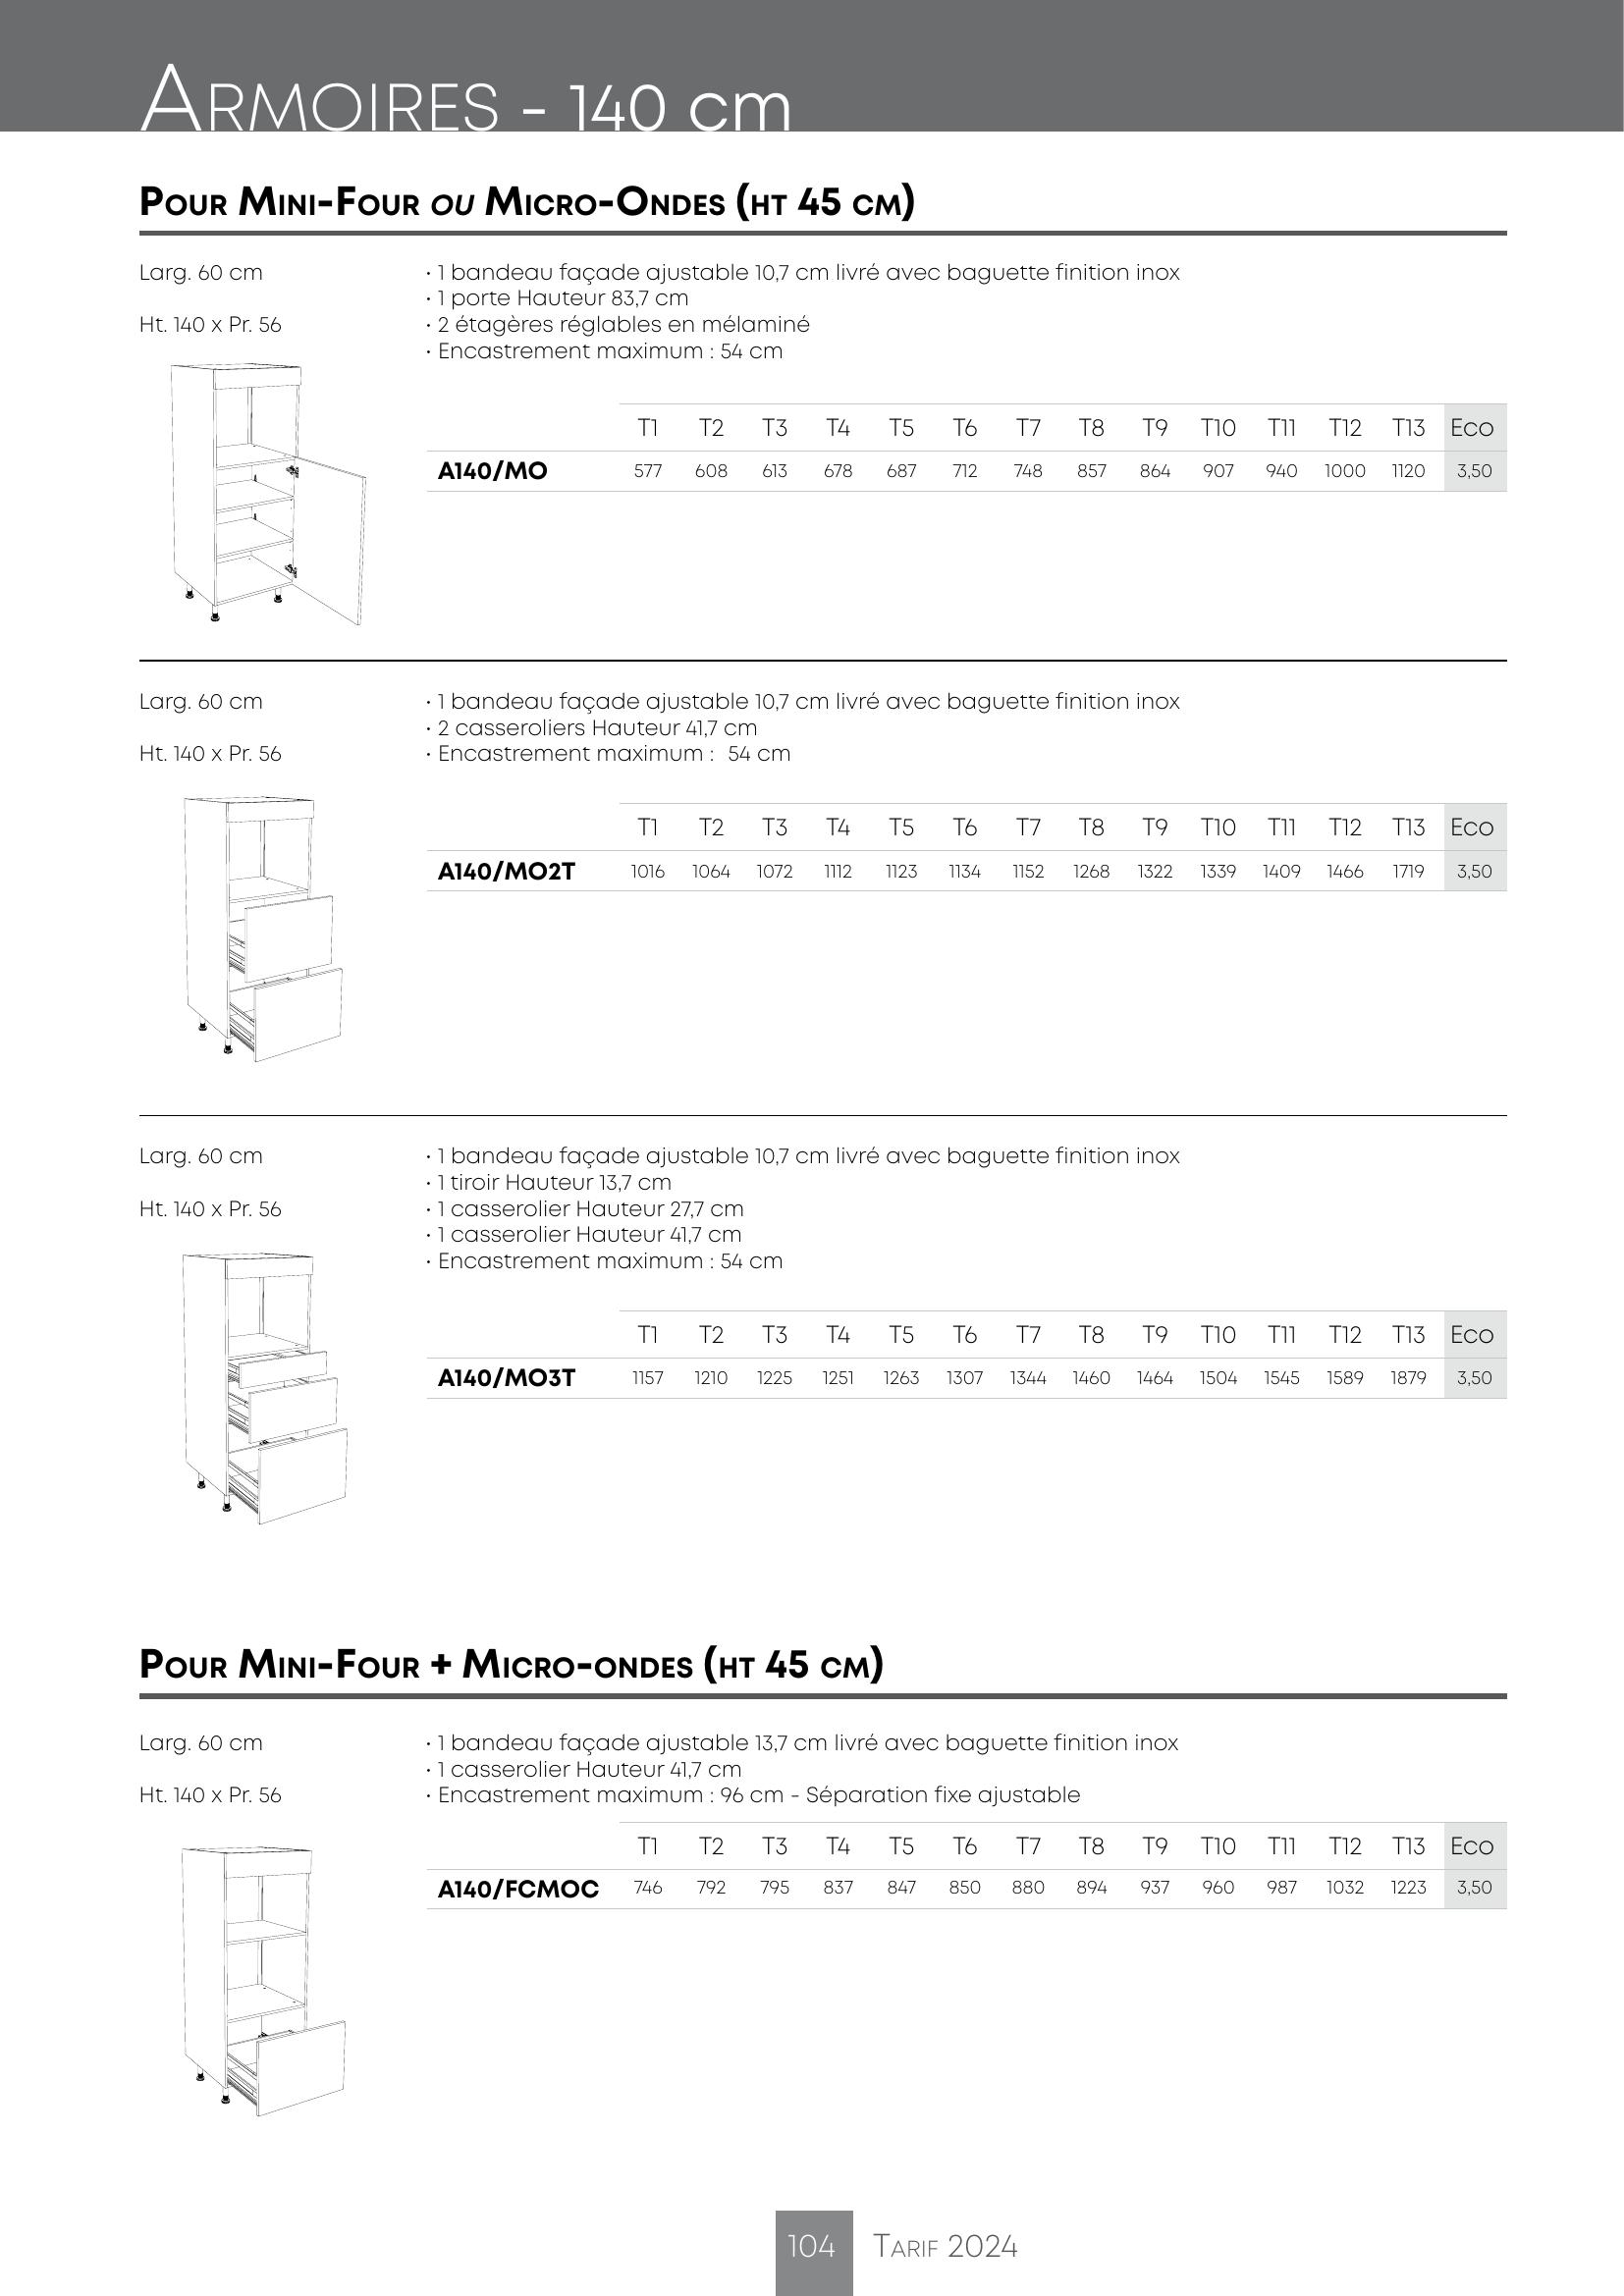 ARMOIRES - 140 cm
POUR MINI-FOUR OU MICRO-ONDES (HT 45 CM)
Larg. 60 cm
Ht. 140 x Pr. 56
• 1 bandeau façade ajustable 10,7 cm livré avec baguette finition inox
• 1 porte Hauteur 83,7 cm
• 2 étagères réglables en mélaminé
• Encastrement maximum : 54 cm
T1 T2 T3 T4 T5 T6 T7 T8 T9 T10 T11 T12 T13 Eco
A140/MO 577 608 613 678 687 712 748 857 864 907 940 1000 1120 3,50
Larg. 60 cm
Ht. 140 x Pr. 56
• 1 bandeau façade ajustable 10,7 cm livré avec baguette finition inox
• 2 casseroliers Hauteur 41,7 cm
• Encastrement maximum : 54 cm
T1 T2 T3 T4 T5 T6 T7 T8 T9 T10 T11 T12 T13 Eco
A140/MO2T 1016 1064 1072 1112 1123 1134 1152 1268 1322 1339 1409 1466 1719 3,50
Larg. 60 cm
Ht. 140 x Pr. 56
• 1 bandeau façade ajustable 10,7 cm livré avec baguette finition inox
• 1 tiroir Hauteur 13,7 cm
• 1 casserolier Hauteur 27,7 cm
• 1 casserolier Hauteur 41,7 cm
• Encastrement maximum : 54 cm
T1 T2 T3 T4 T5 T6 T7 T8 T9 T10 T11 T12 T13 Eco
A140/MO3T 1157 1210 1225 1251 1263 1307 1344 1460 1464 1504 1545 1589 1879 3,50
POUR MINI-FOUR + MICRO-ONDES (HT 45 CM)
Larg. 60 cm
Ht. 140 x Pr. 56
• 1 bandeau façade ajustable 13,7 cm livré avec baguette finition inox
• 1 casserolier Hauteur 41,7 cm
• Encastrement maximum : 96 cm - Séparation fixe ajustable
T1 T2 T3 T4 T5 T6 T7 T8 T9 T10 T11 T12 T13 Eco
A140/FCMOC 746 792 795 837 847 850 880 894 937 960 987 1032 1223 3,50
104 TARIF 2024